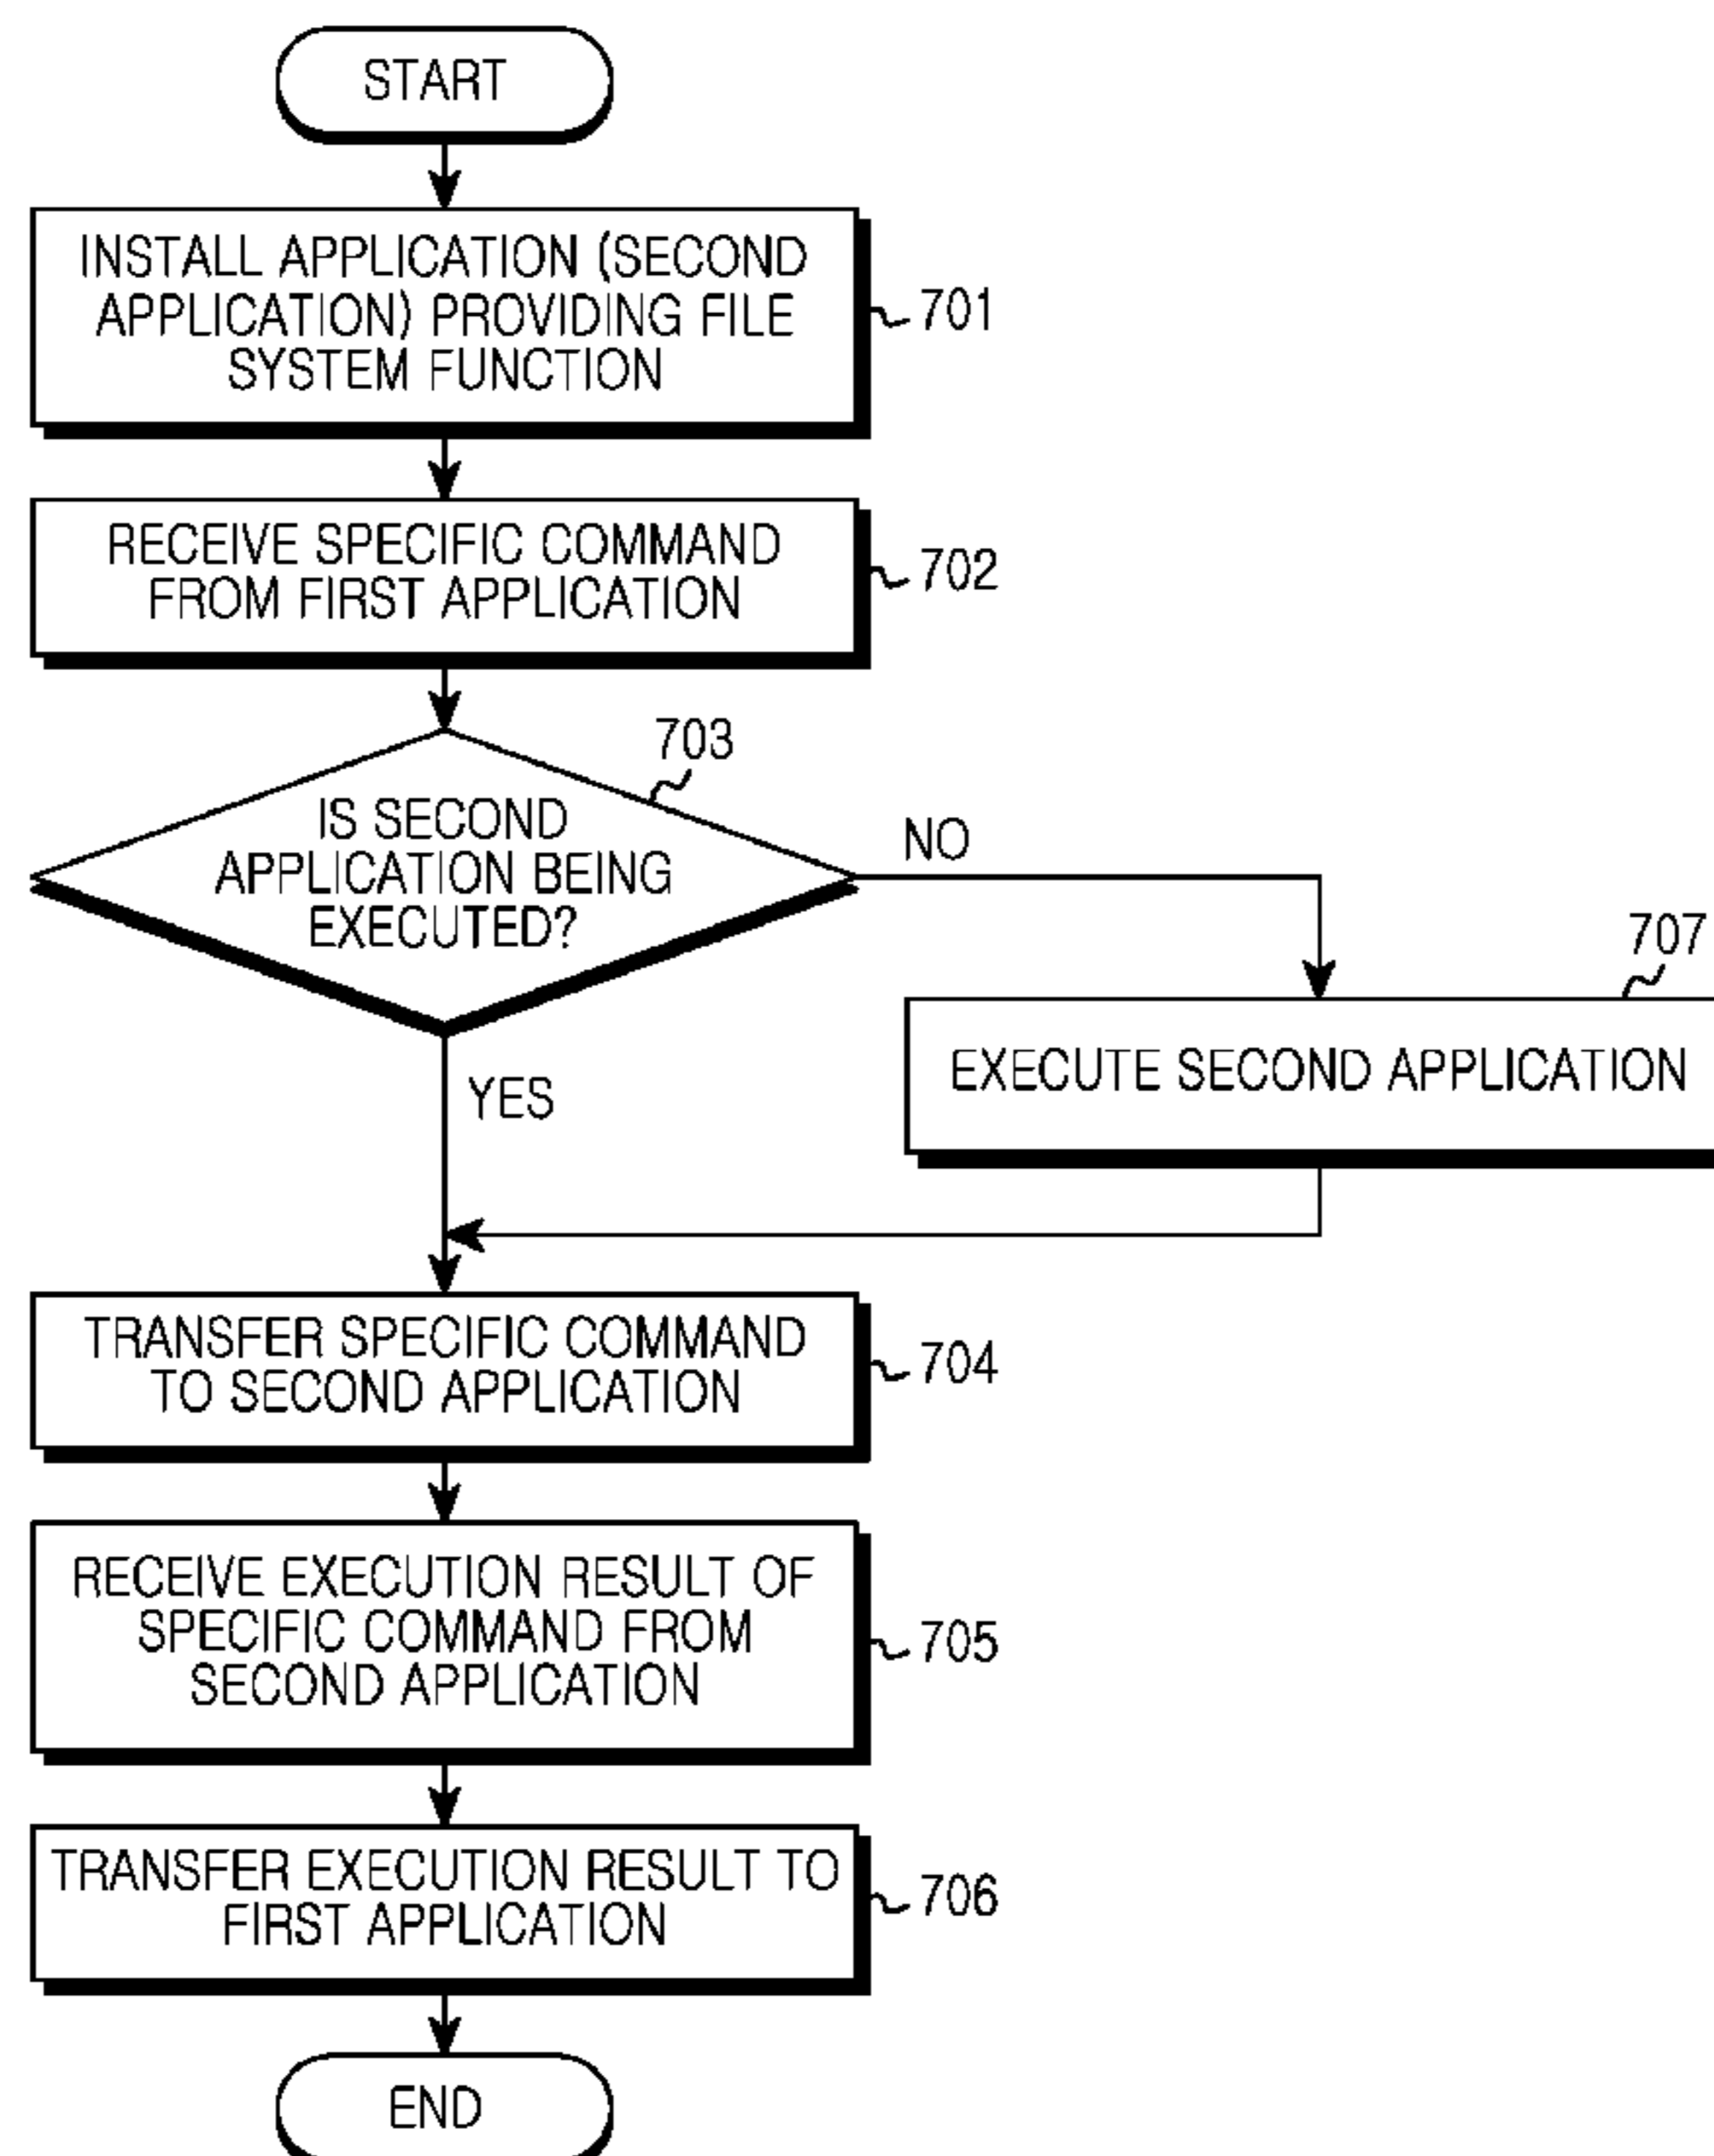 START
INSTALL APPLICATION (SECOND
APPLICATION) PROVIDING FILE
SYSTEM FUNCTION
701
RECEIVE SPECIFIC COMMAND
FROM FIRST APPLICATION
702
703
IS SECOND
APPLICATION BEING
EXECUTED?
NO
707
EXECUTE SECOND APPLICATION
YES
TRANSFER SPECIFIC COMMAND
TO SECOND APPLICATION
704
RECEIVE EXECUTION RESULT OF
SPECIFIC COMMAND FROM
SECOND APPLICATION
705
TRANSFER EXECUTION RESULT TO
FIRST APPLICATION
706
END